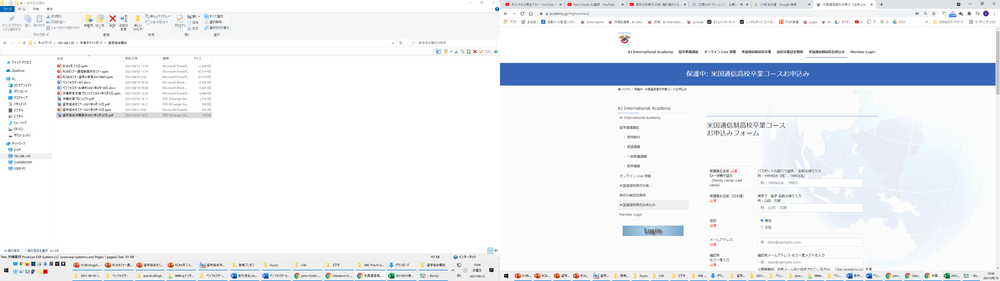 留学協会関係
ファイル ホーム 共有 表示
クイック アクセス にピン留めする コピー 貼り付け 切り取り パスのコピー ショートカットの貼り付け
移動先 コピー先 削除 名前の変更 新しいフォルダー 新しいアイテム ショートカット
プロパティ 開く 編集 履歴 すべて選択 選択解除 選択の切り替え
クリップボード 整理 新規 開く 選択
ネットワーク › 192.168.1.20 › 共有ホワイトボード › 留学協会関係
留学協会関係の検索
名前 更新日時 種類 サイズ
RCA9月15日.pptx 2021/09/13 11:53 Microsoft PowerP... 11,624 KB
RCAセミナー通信制高校セミナー.pptx 2021/09/02 11:54 Microsoft PowerP... 47,214 KB
RCSAセミナー留学と教育20210807.pptx 2021/08/05 9:34 Microsoft PowerP... 47,214 KB
ペンフォスター001.docx 2021/08/18 18:10 Microsoft Word ... 13,556 KB
ペンフォスターAJ資料2021年8月18日.docx 2021/08/18 19:28 Microsoft Word ... 13,625 KB
沖縄教育支援プロジェクト2021年3月5日.pptx 2021/03/05 12:35 Microsoft PowerP... 9,060 KB
沖縄支援プロジェクト.pdf 2021/03/05 16:11 PDF-XChange Vie... 1,735 KB
留学協会セミナー2021年9月15日.pdf 2021/09/01 14:17 PDF-XChange Vie... 538 KB
留学協会セミナー2021年9月15日.pptx 2021/09/13 9:53 Microsoft PowerP... 459 KB
留学協会沖縄案件2021年2月22日.pdf 2021/02/22 16:31 PDF-XChange Vie... 102 KB
クイック アクセス
OneDrive
PC
3D オブジェクト
ダウンロード
デスクトップ
ドキュメント
ピクチャ
ピクチャ
ミュージック
OS (C:)
ボリューム (E:)
ネットワーク
0-HP
192.168.1.20
CLASSROOM
USER-PC
10 個の項目 1 個の項目を選択 101 KB
Title: 沖縄案件 Producer: EXP Systems LLC (www.exp-systems.com) Pages: 1 page(s) Size: 101 KB 101 KB インターネット
013Biology0... RCAセミナー通... 留学協会セミ... RCA9月15... 留学協会沖... 岩崎プレゼン fuyou Lit6 ビデオ 008. Practica... ダウンロード 留学協会関係
2021-08-30 1... ペンフォスター practicalEngl... 8888 ajインター... ペンフォスター... 吉村洸生.do... ペンフォスター0... penn foster ... Literature 6 | ... 米国通信高... 20210915岩... - Becky!
13:04
月曜日
2021/09/13
チャンネルの再生リスト - YouTube St Penn Foster AJ講師 - YouTube 高校の卒業式以来、離れ離れになっ 江頭2:50「クレーム？」 企業か 川崎 飲み屋 - Google 検索 米国通信高校卒業コースお申込み |
aj-academy.jp/highcontact/
アプリ お名前. 自動メール配信システ... Subscription 投稿を編集 ‹ AJ Inte... 投稿 ‹ AJ Internatio... aj-acad さくらインターネット レンタルサーバ コントロ... TOEF換算 Login AJ タイマー S ア G テスト » その他のブックマーク リーディング リスト
AJ International Academy 留学準備講座 オンライン Live 授業 米国通信制高校卒業 高校卒業認定資格 米国通信制高校お申込み Member Login
保護中: 米国通信高校卒業コースお申込み
HOME / 保護中: 米国通信高校卒業コースお申込み
AJ International Academy
AJ International Academy
留学準備講座
・ 使用教材
・ 英語講義
・ 一般教養講義
・ 数学講義
オンライン Live 授業
米国通信制高校卒業
高校卒業認定資格
米国通信制高校お申込み
Member Login
Login
米国通信制高校卒業コース
お申込みフォーム
受講者お名前 必須
ローマ時で記入
（Family name, Last name）
パスポートの綴りで苗字, 名前の順で入力
例：YAMADA（姓）, TARO(名)
例：YAMADA , TARO
受講者お名前（日本語）
必須
漢字で 苗字 名前の順で入力
例：山田 太朗
例：山田 太朗
性別
必須
男性
女性
メールアドレス
必須
例：test@sample.com
確認用
もう一度入力
必須
確認用メールアドレス-もう一度メアドを入力
例：test@sample.com
※携帯電話、迷惑メール防止設定されている方は、（@aj-academy.jp）を受
013B... RCA... 留学... RCA... 留学... 岩崎... fuyou Lit6 ビデオ 008. ... ダウ... 留学... 2021... ペン... prac... 8888... ペン... 吉村... ペン... pen... Liter... 米国... 2021... - Be...
13:04
2021/09/13